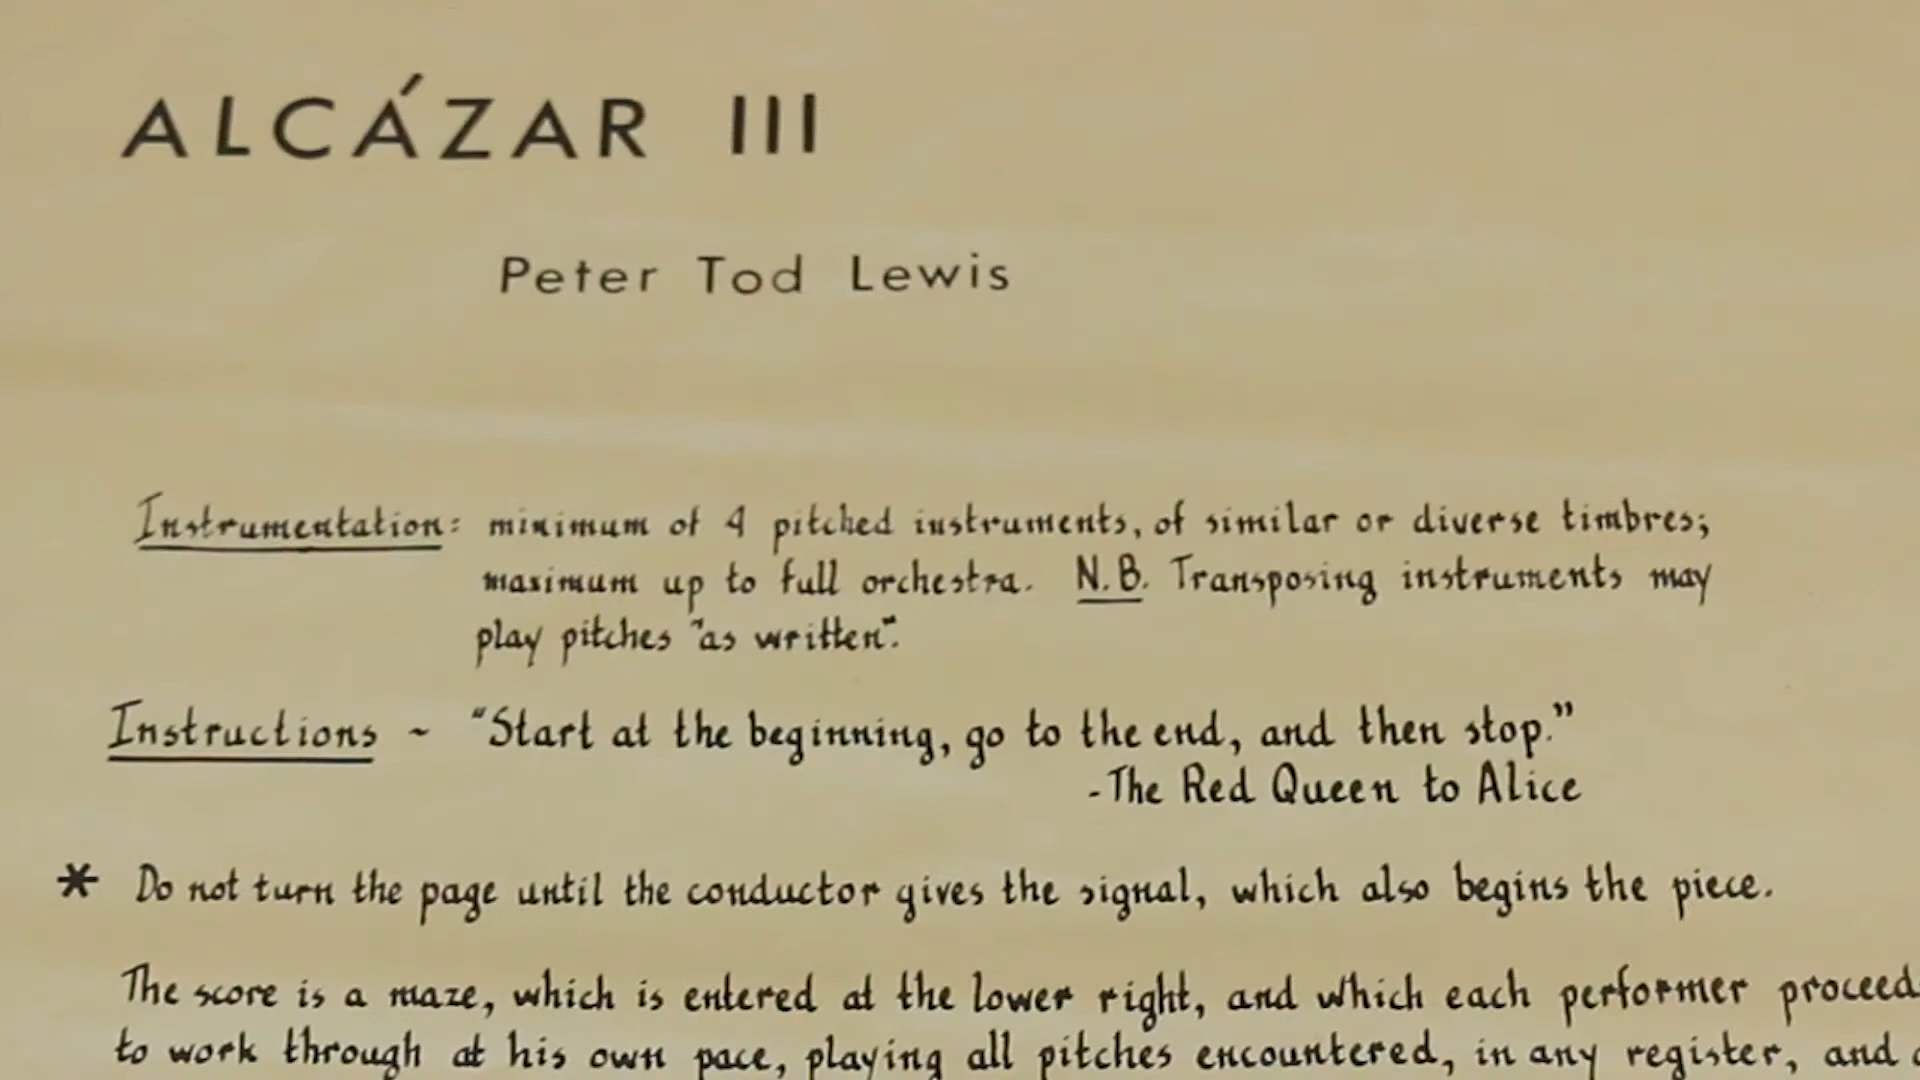 ALCÁZAR III
Peter Tod Lewis
Instrumentation: minimum of 4 pitched instruments, of similar or diverse timbres;
maximum up to full orchestra. N.B. Transposing instruments may
play pitches "as written".
Instructions ~ "Start at the beginning, go to the end, and then stop."
-The Red Queen to Alice
* Do not turn the page until the conductor gives the signal, which also begins the piece.
The score is a maze, which is entered at the lower right, and which each performer proceed
to work through at his own pace, playing all pitches encountered, in any register, and